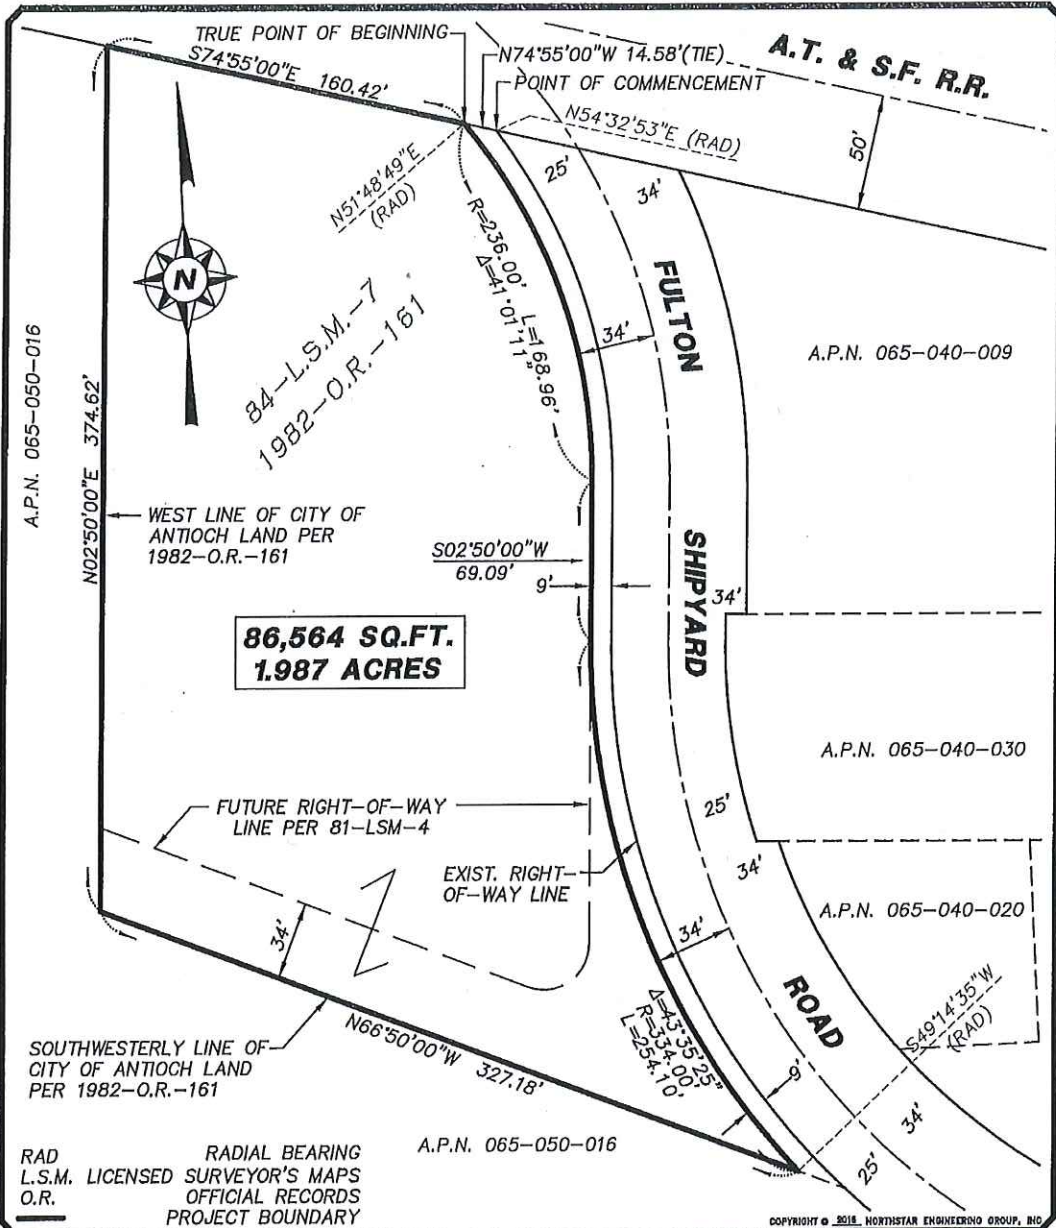 TRUE POINT OF BEGINNING
S74°55'00"E 160.42'
N74°55'00"W 14.58'(TIE)
POINT OF COMMENCEMENT
A.T. & S.F. R.R.
N54°32'53"E (RAD)
50'
25'
34'
N51°48'49"E
(RAD)
R=236.00' L=168.96'
Δ=41°01'11"
N
84-L.S.M.-7
1982-O.R.-161
34'
FULTON
A.P.N. 065-040-009
A.P.N. 065-050-016
N02°50'00"E 374.62'
WEST LINE OF CITY OF
ANTIOCH LAND PER
1982-O.R.-161
S02°50'00"W
69.09'
9'
SHIPYARD
34'
86,564 SQ.FT.
1.987 ACRES
A.P.N. 065-040-030
FUTURE RIGHT-OF-WAY
LINE PER 81-LSM-4
25'
34'
EXIST. RIGHT-
OF-WAY LINE
A.P.N. 065-040-020
34'
34'
ROAD
S49°14'35"W
(RAD)
Δ=43°35'25"
R=334.00'
L=254.10'
N66°50'00"W 327.18'
SOUTHWESTERLY LINE OF
CITY OF ANTIOCH LAND
PER 1982-O.R.-161
9'
34'
25'
A.P.N. 065-050-016
RAD RADIAL BEARING
L.S.M. LICENSED SURVEYOR'S MAPS
O.R. OFFICIAL RECORDS
PROJECT BOUNDARY
COPYRIGHT © 2016 NORTHSTAR ENGINEERING GROUP, INC